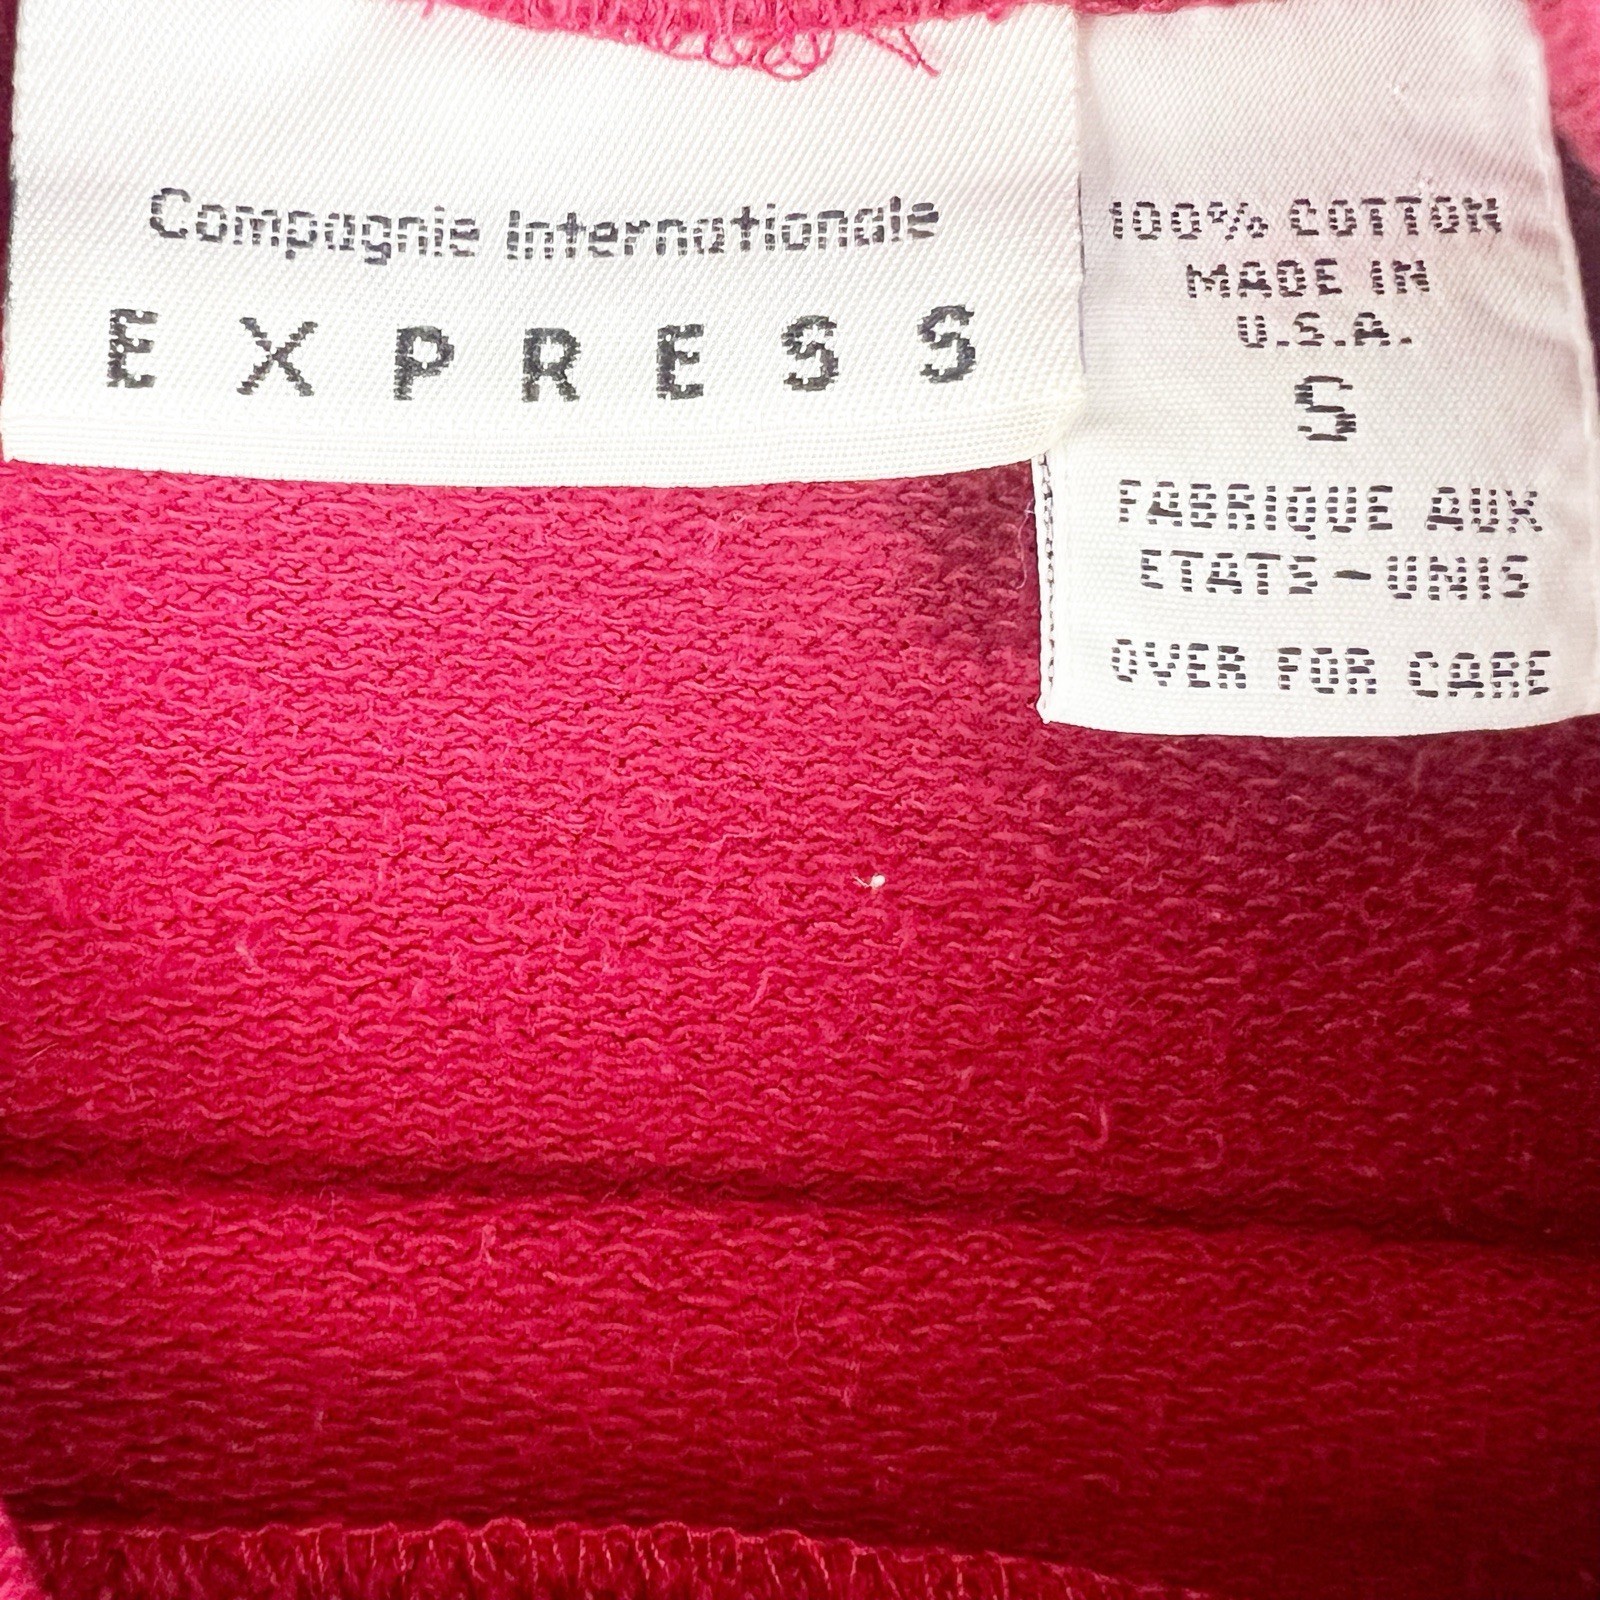 Compagnie Internationale
EXPRESS
100% COTTON
MADE IN
U.S.A.
S
FABRIQUE AUX
ETATS-UNIS
OVER FOR CARE